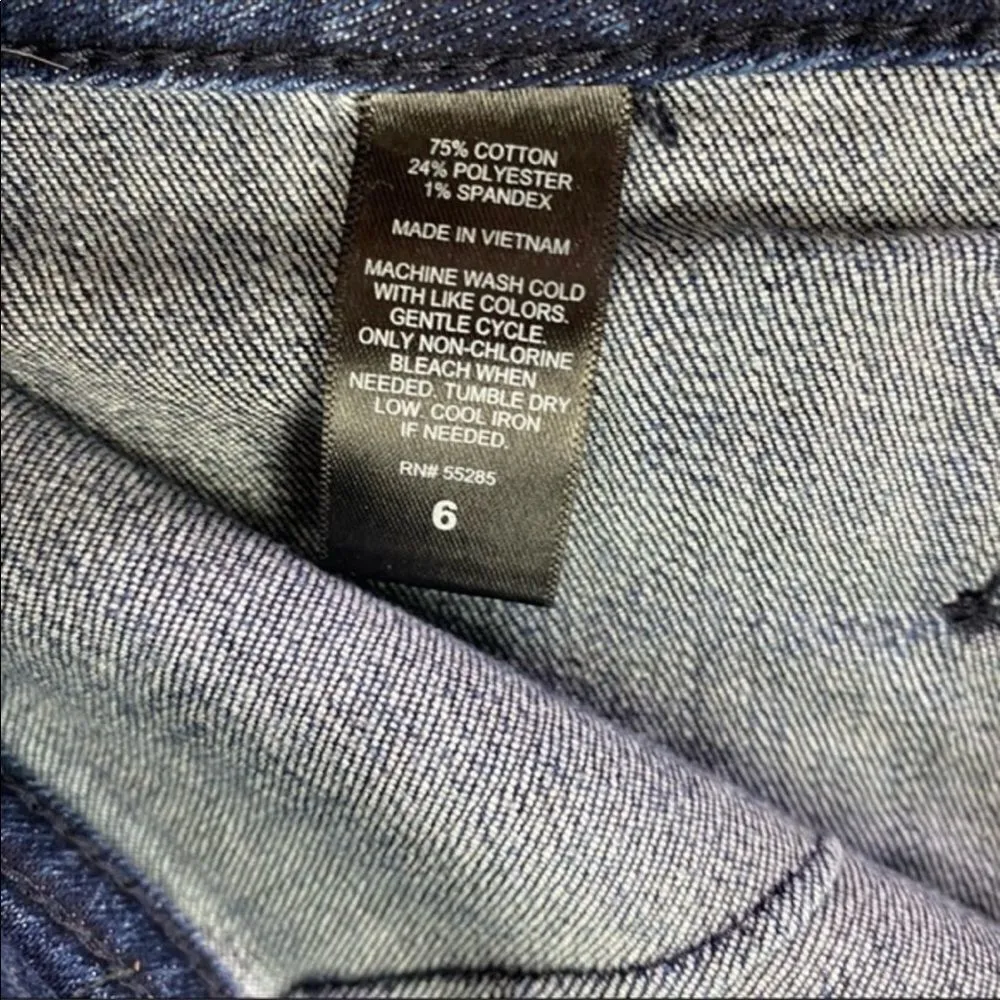 75% COTTON
24% POLYESTER
1% SPANDEX
MADE IN VIETNAM
MACHINE WASH COLD
WITH LIKE COLORS.
GENTLE CYCLE.
ONLY NON-CHLORINE
BLEACH WHEN
NEEDED. TUMBLE DRY
LOW. COOL IRON
IF NEEDED.
RN# 55285
6